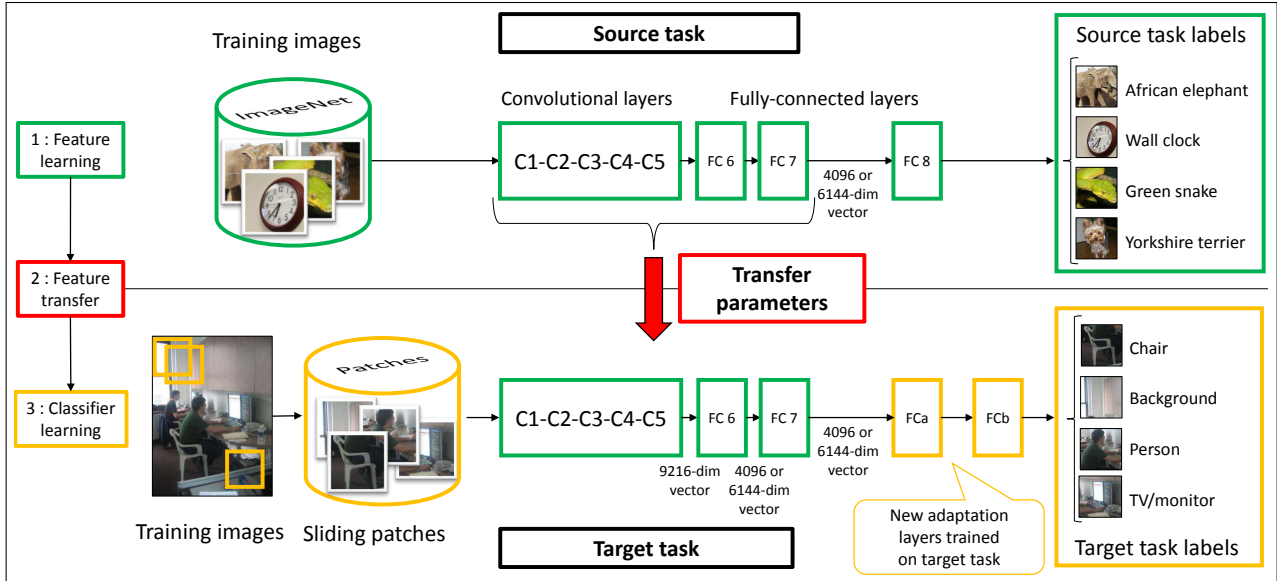 Source task
Training images
Source task labels
ImageNet
Convolutional layers
Fully-connected layers
African elephant
1 : Feature
learning
C1-C2-C3-C4-C5
FC 6
FC 7
FC 8
Wall clock
4096 or
6144-dim
vector
Green snake
Yorkshire terrier
2 : Feature
transfer
Transfer
parameters
Patches
Chair
3 : Classifier
learning
C1-C2-C3-C4-C5
FC 6
FC 7
FCa
FCb
Background
9216-dim
vector
4096 or
6144-dim
vector
4096 or
6144-dim
vector
Person
TV/monitor
New adaptation
layers trained
on target task
Training images
Sliding patches
Target task
Target task labels